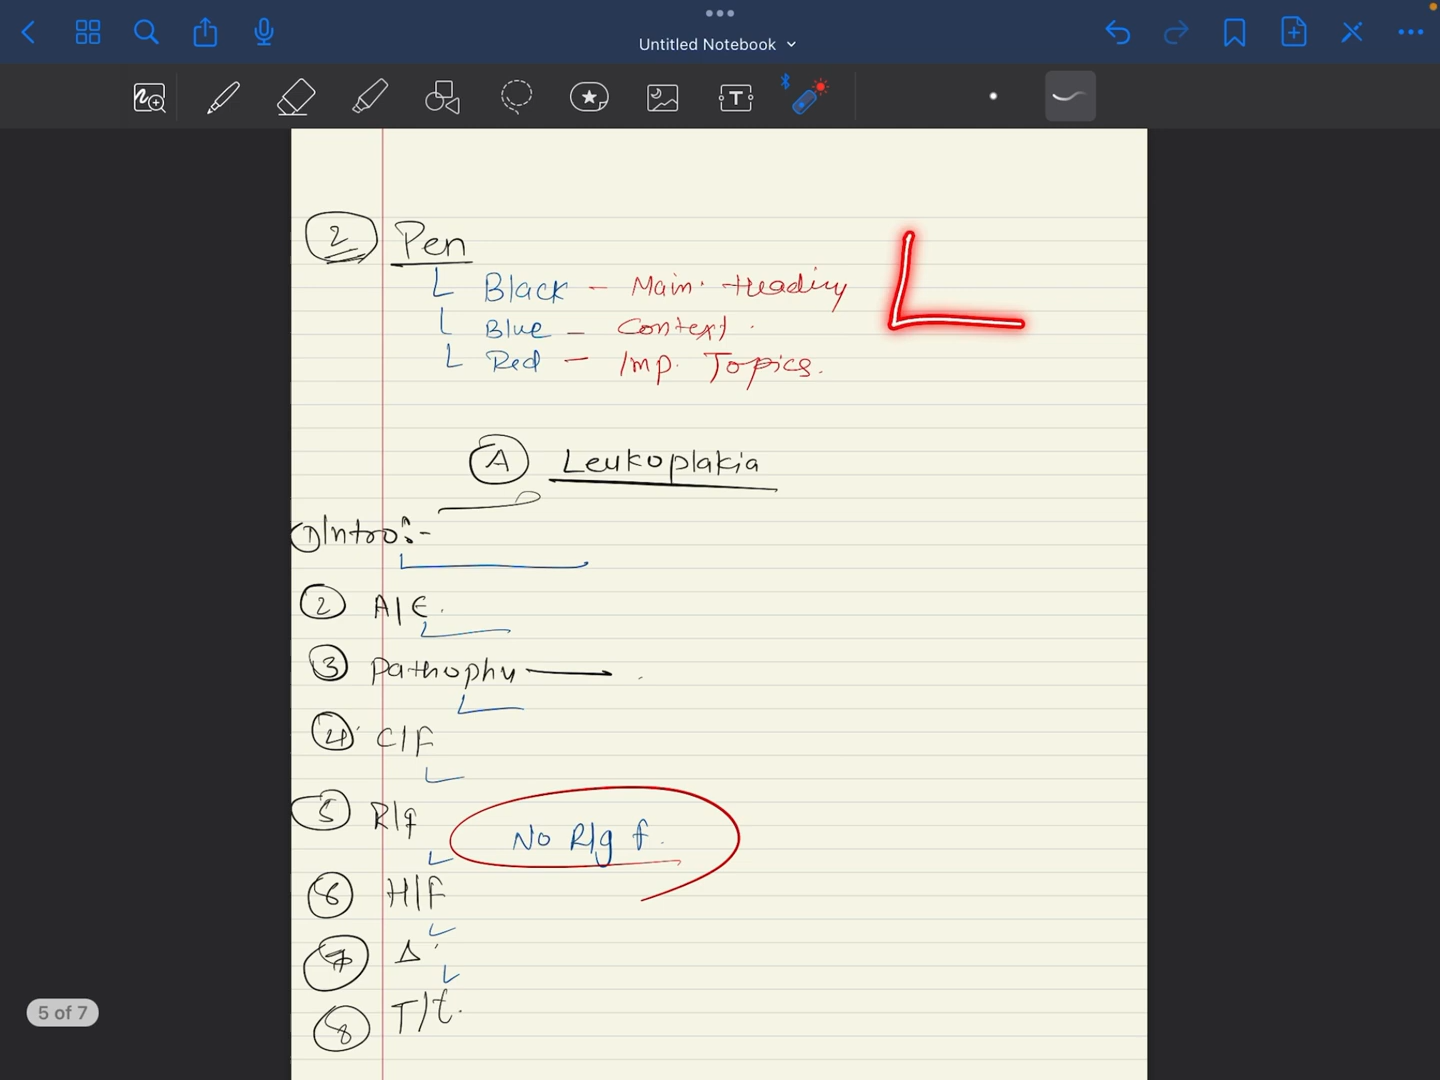 Untitled Notebook
2 Pen
Black - Main. Heading
Blue - Context.
Red - Imp. Topics.
A Leukoplakia
1) Intro:-
2 A/E.
3 Pathophy
4 C/F
5 R/f
No R/g f.
6 H/F
7 Δ
8 T/t.
5 of 7